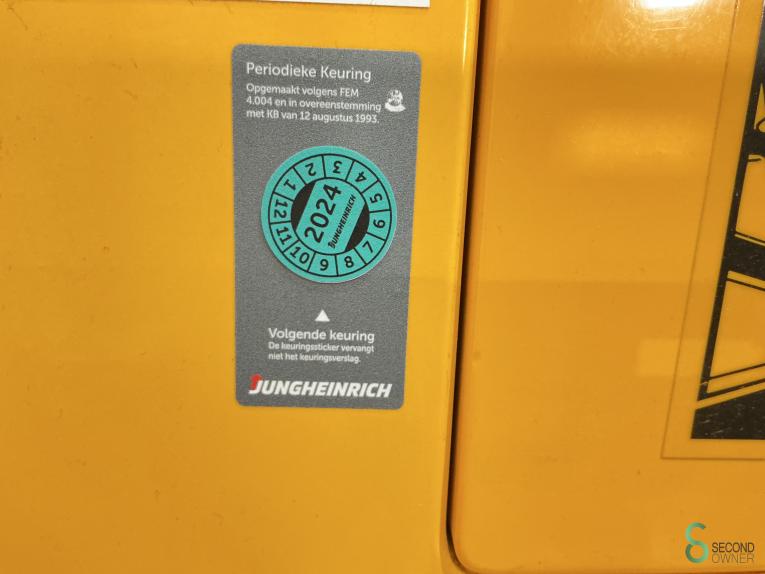 Periodieke Keuring
Opgemaakt volgens FEM
4.004 en in overeenstemming
met KB van 12 augustus 1993.
1 2 3 4 5 6 7 8 9 10 11 12
2024
JUNGHEINRICH
Volgende keuring
De keuringssticker vervangt
niet het keuringsverslag.
JUNGHEINRICH
SECOND
OWNER